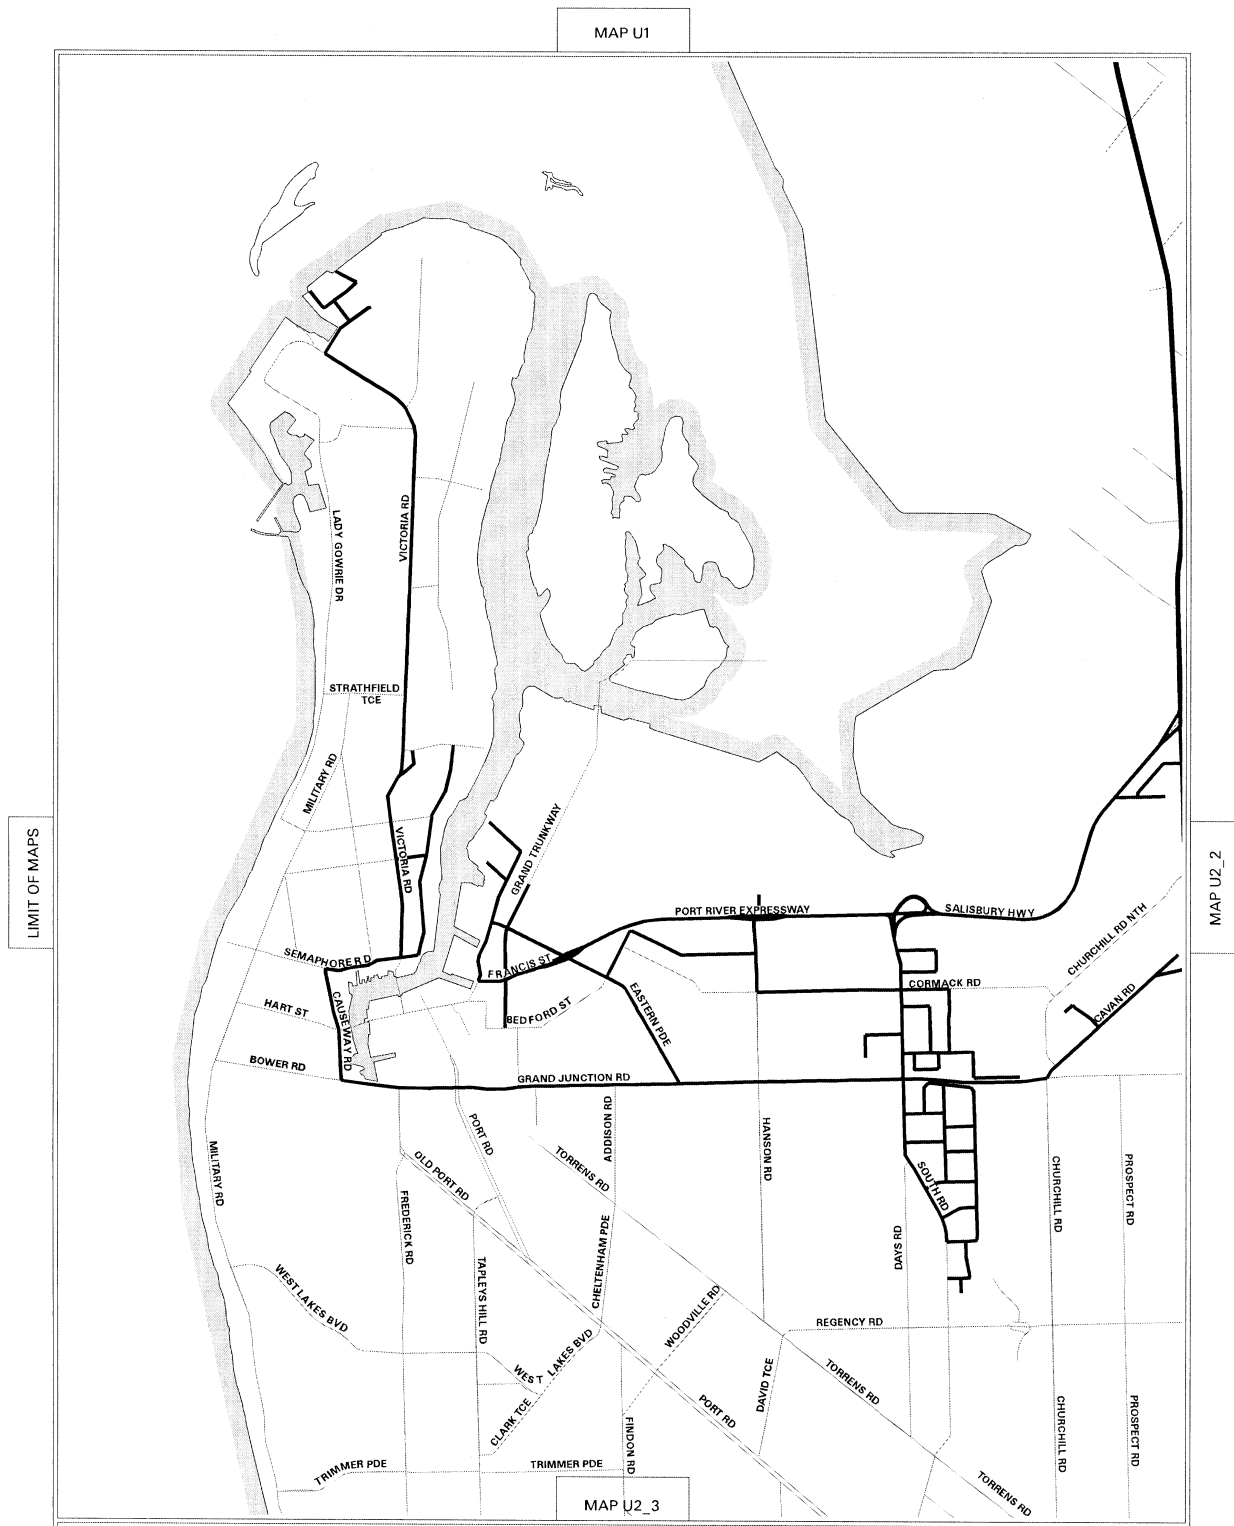 MAP U1
LADY GOWRIE DR
VICTORIA RD
STRATHFIELD
TCE
MILITARY RD
LIMIT OF MAPS
VICTORIA RD
GRAND TRUNKWAY
MAP U2_2
PORT RIVER EXPRESSWAY
SALISBURY HWY
CHURCHILL RD NTH
SEMAPHORE RD
FRANCIS ST
CORMACK RD
CAVAN RD
HART ST
CAUSEWAY RD
BEDFORD ST
EASTERN PDE
BOWER RD
GRAND JUNCTION RD
MILITARY RD
PORT RD
OLD PORT RD
ADDISON RD
TORRENS RD
HANSON RD
SOUTH RD
CHURCHILL RD
PROSPECT RD
FREDERICK RD
TAPLEYS HILL RD
CHELTENHAM PDE
DAYS RD
WEST LAKES BVD
WOODVILLE RD
REGENCY RD
WEST LAKES BVD
CLARK TCE
DAVID TCE
TORRENS RD
PORT RD
FINDON RD
CHURCHILL RD
PROSPECT RD
TRIMMER PDE
TRIMMER PDE
TORRENS RD
MAP U2_3